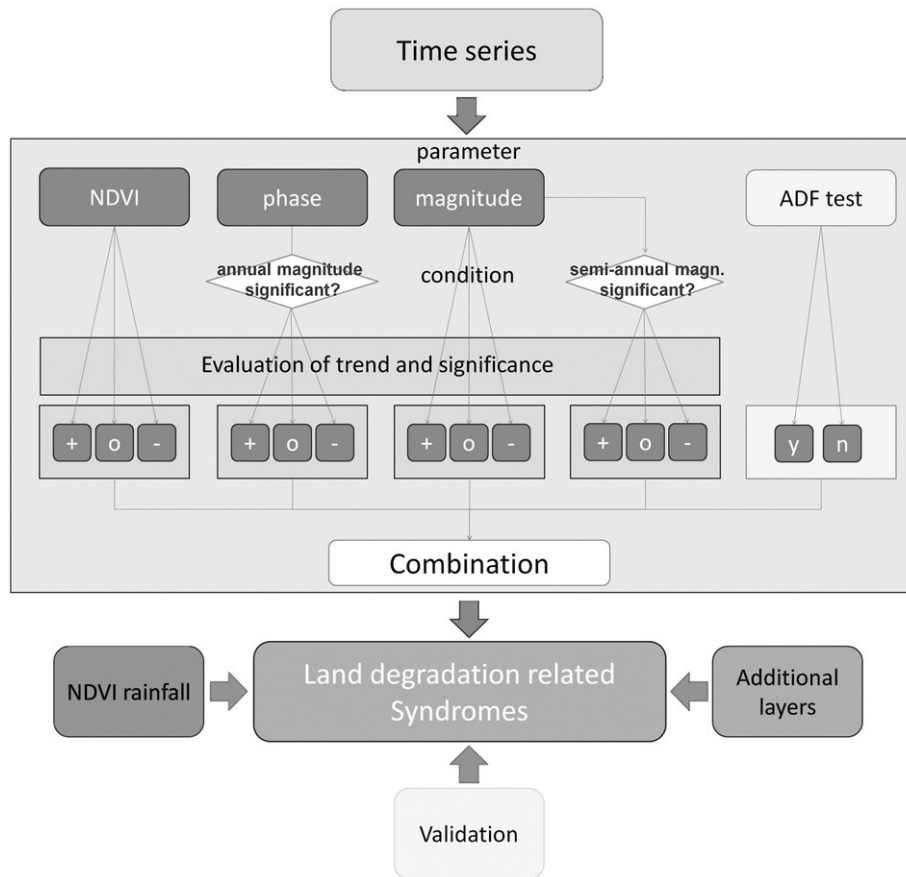 Time series
parameter
NDVI
phase
magnitude
ADF test
annual magnitude
significant?
condition
semi-annual magn.
significant?
Evaluation of trend and significance
+ o -
+ o -
+ o -
+ o -
y n
Combination
NDVI rainfall
Land degradation related
Syndromes
Additional
layers
Validation